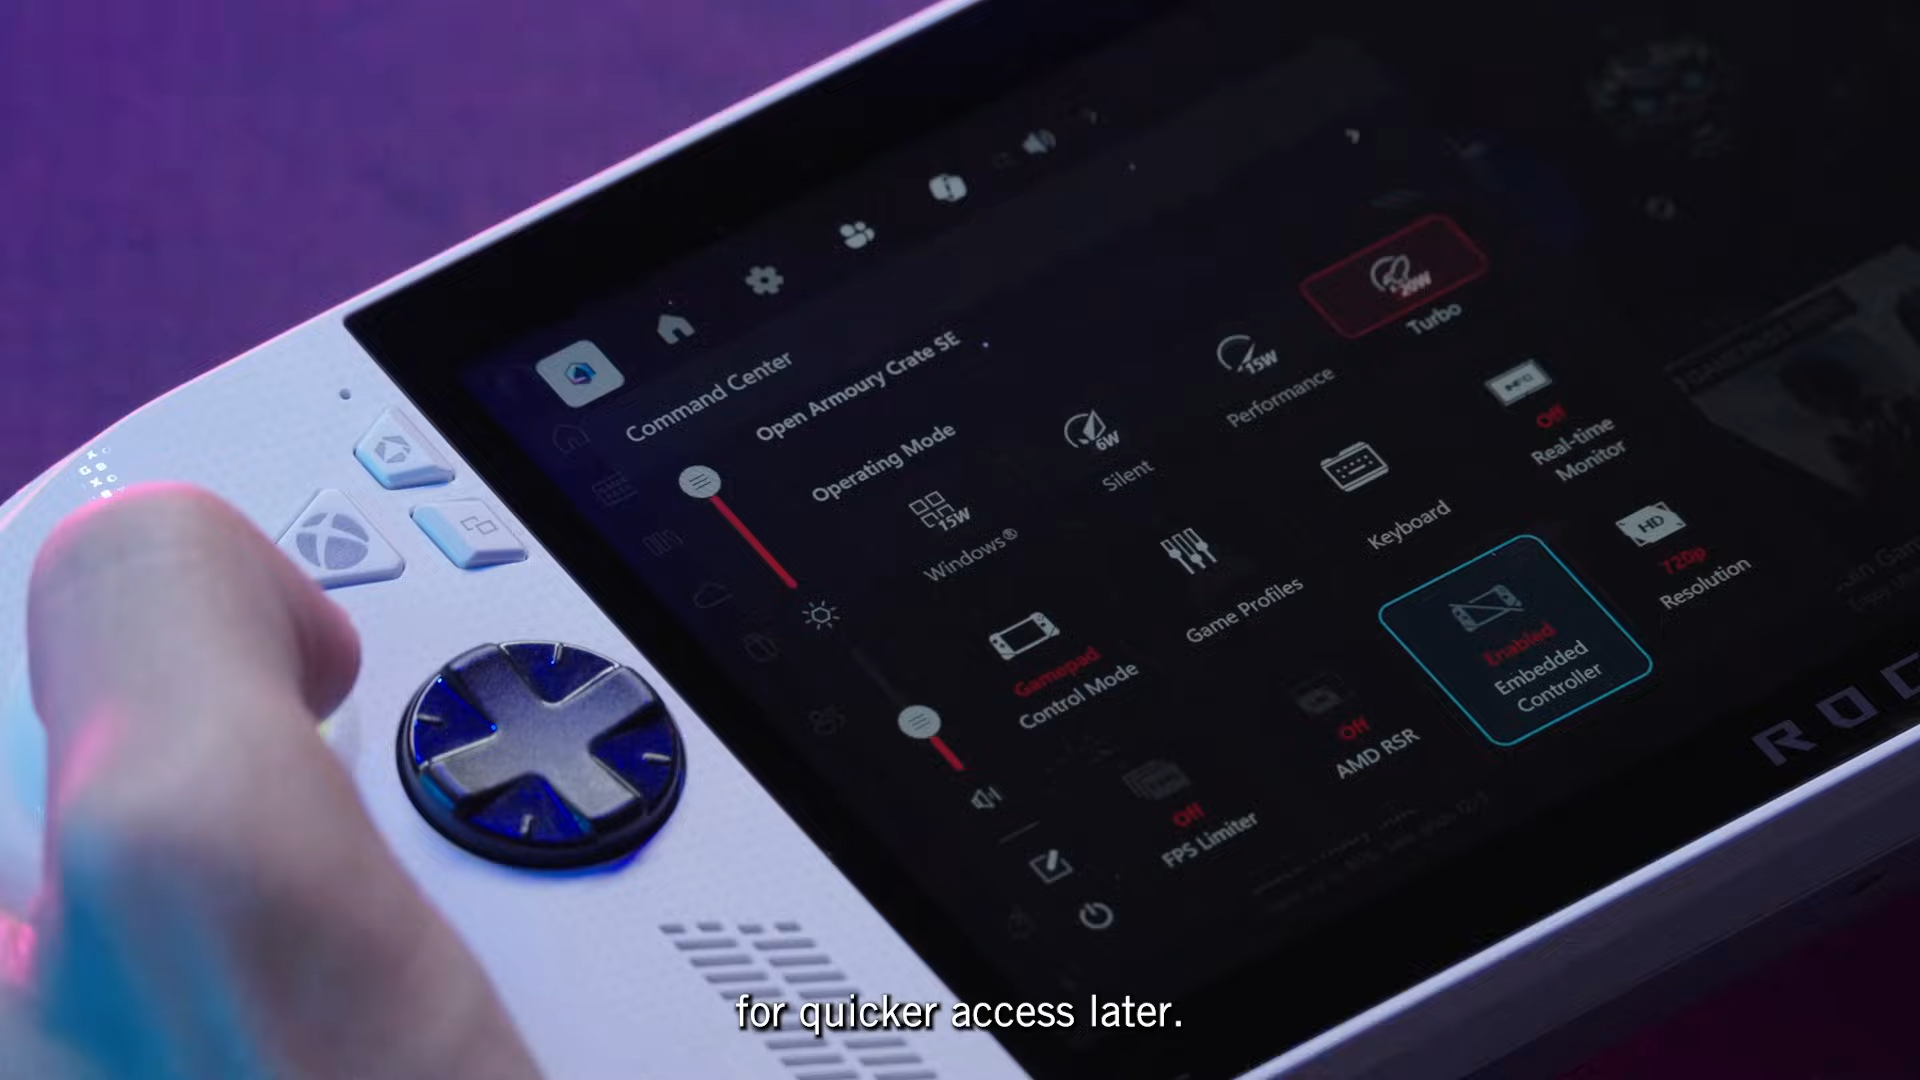 Command Center
Open Armoury Crate SE
Operating Mode
15W
Windows®
6W
Silent
15W
Performance
20W
Turbo
Gamepad
Control Mode
Game Profiles
Keyboard
Off
Real-time
Monitor
Off
FPS Limiter
Off
AMD RSR
Enabled
Embedded
Controller
HD
720p
Resolution
for quicker access later.